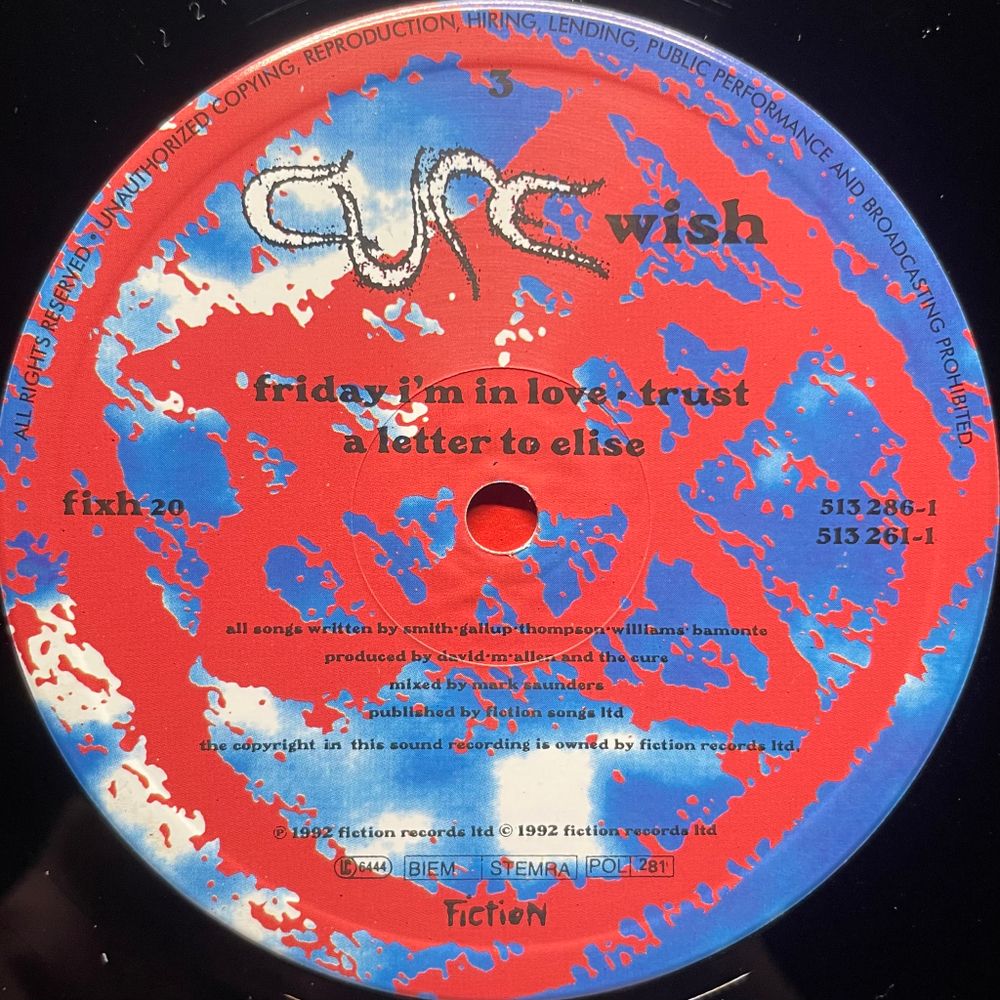 ALL RIGHTS RESERVED • UNAUTHORIZED COPYING, REPRODUCTION, HIRING, LENDING, PUBLIC PERFORMANCE AND BROADCASTING PROHIBITED.
3
CURE wish
friday i'm in love • trust
a letter to elise
fixh 20
513 286-1
513 261-1
all songs written by smith•gallup•thompson•williams•bamonte
produced by david•m•allen and the cure
mixed by mark saunders
published by fiction songs ltd
the copyright in this sound recording is owned by fiction records ltd.
℗ 1992 fiction records ltd © 1992 fiction records ltd
LC 6444 BIEM STEMRA POL 281
Fiction